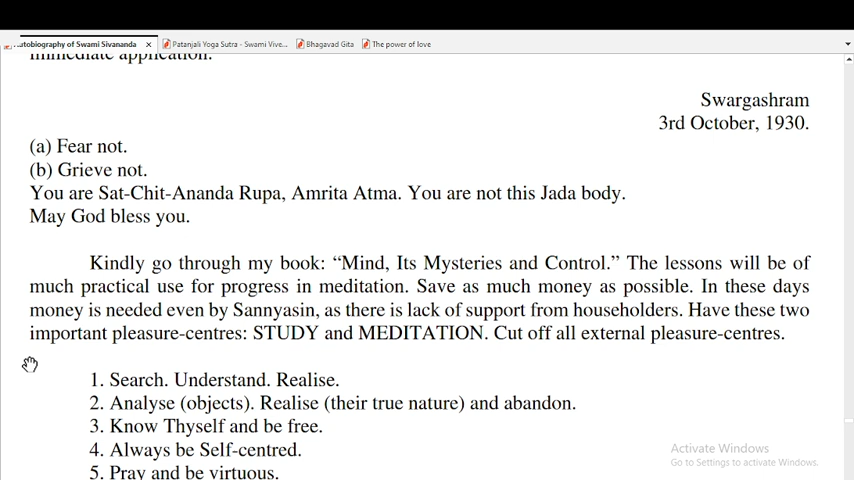 utobiography of Swami Sivananda × Patanjali Yoga Sutra - Swami Vive... Bhagavad Gita The power of love
immediate application.
Swargashram
3rd October, 1930.
(a) Fear not.
(b) Grieve not.
You are Sat-Chit-Ananda Rupa, Amrita Atma. You are not this Jada body.
May God bless you.
Kindly go through my book: “Mind, Its Mysteries and Control.” The lessons will be of
much practical use for progress in meditation. Save as much money as possible. In these days
money is needed even by Sannyasin, as there is lack of support from householders. Have these two
important pleasure-centres: STUDY and MEDITATION. Cut off all external pleasure-centres.
1. Search. Understand. Realise.
2. Analyse (objects). Realise (their true nature) and abandon.
3. Know Thyself and be free.
4. Always be Self-centred.
5. Pray and be virtuous.
Activate Windows
Go to Settings to activate Windows.